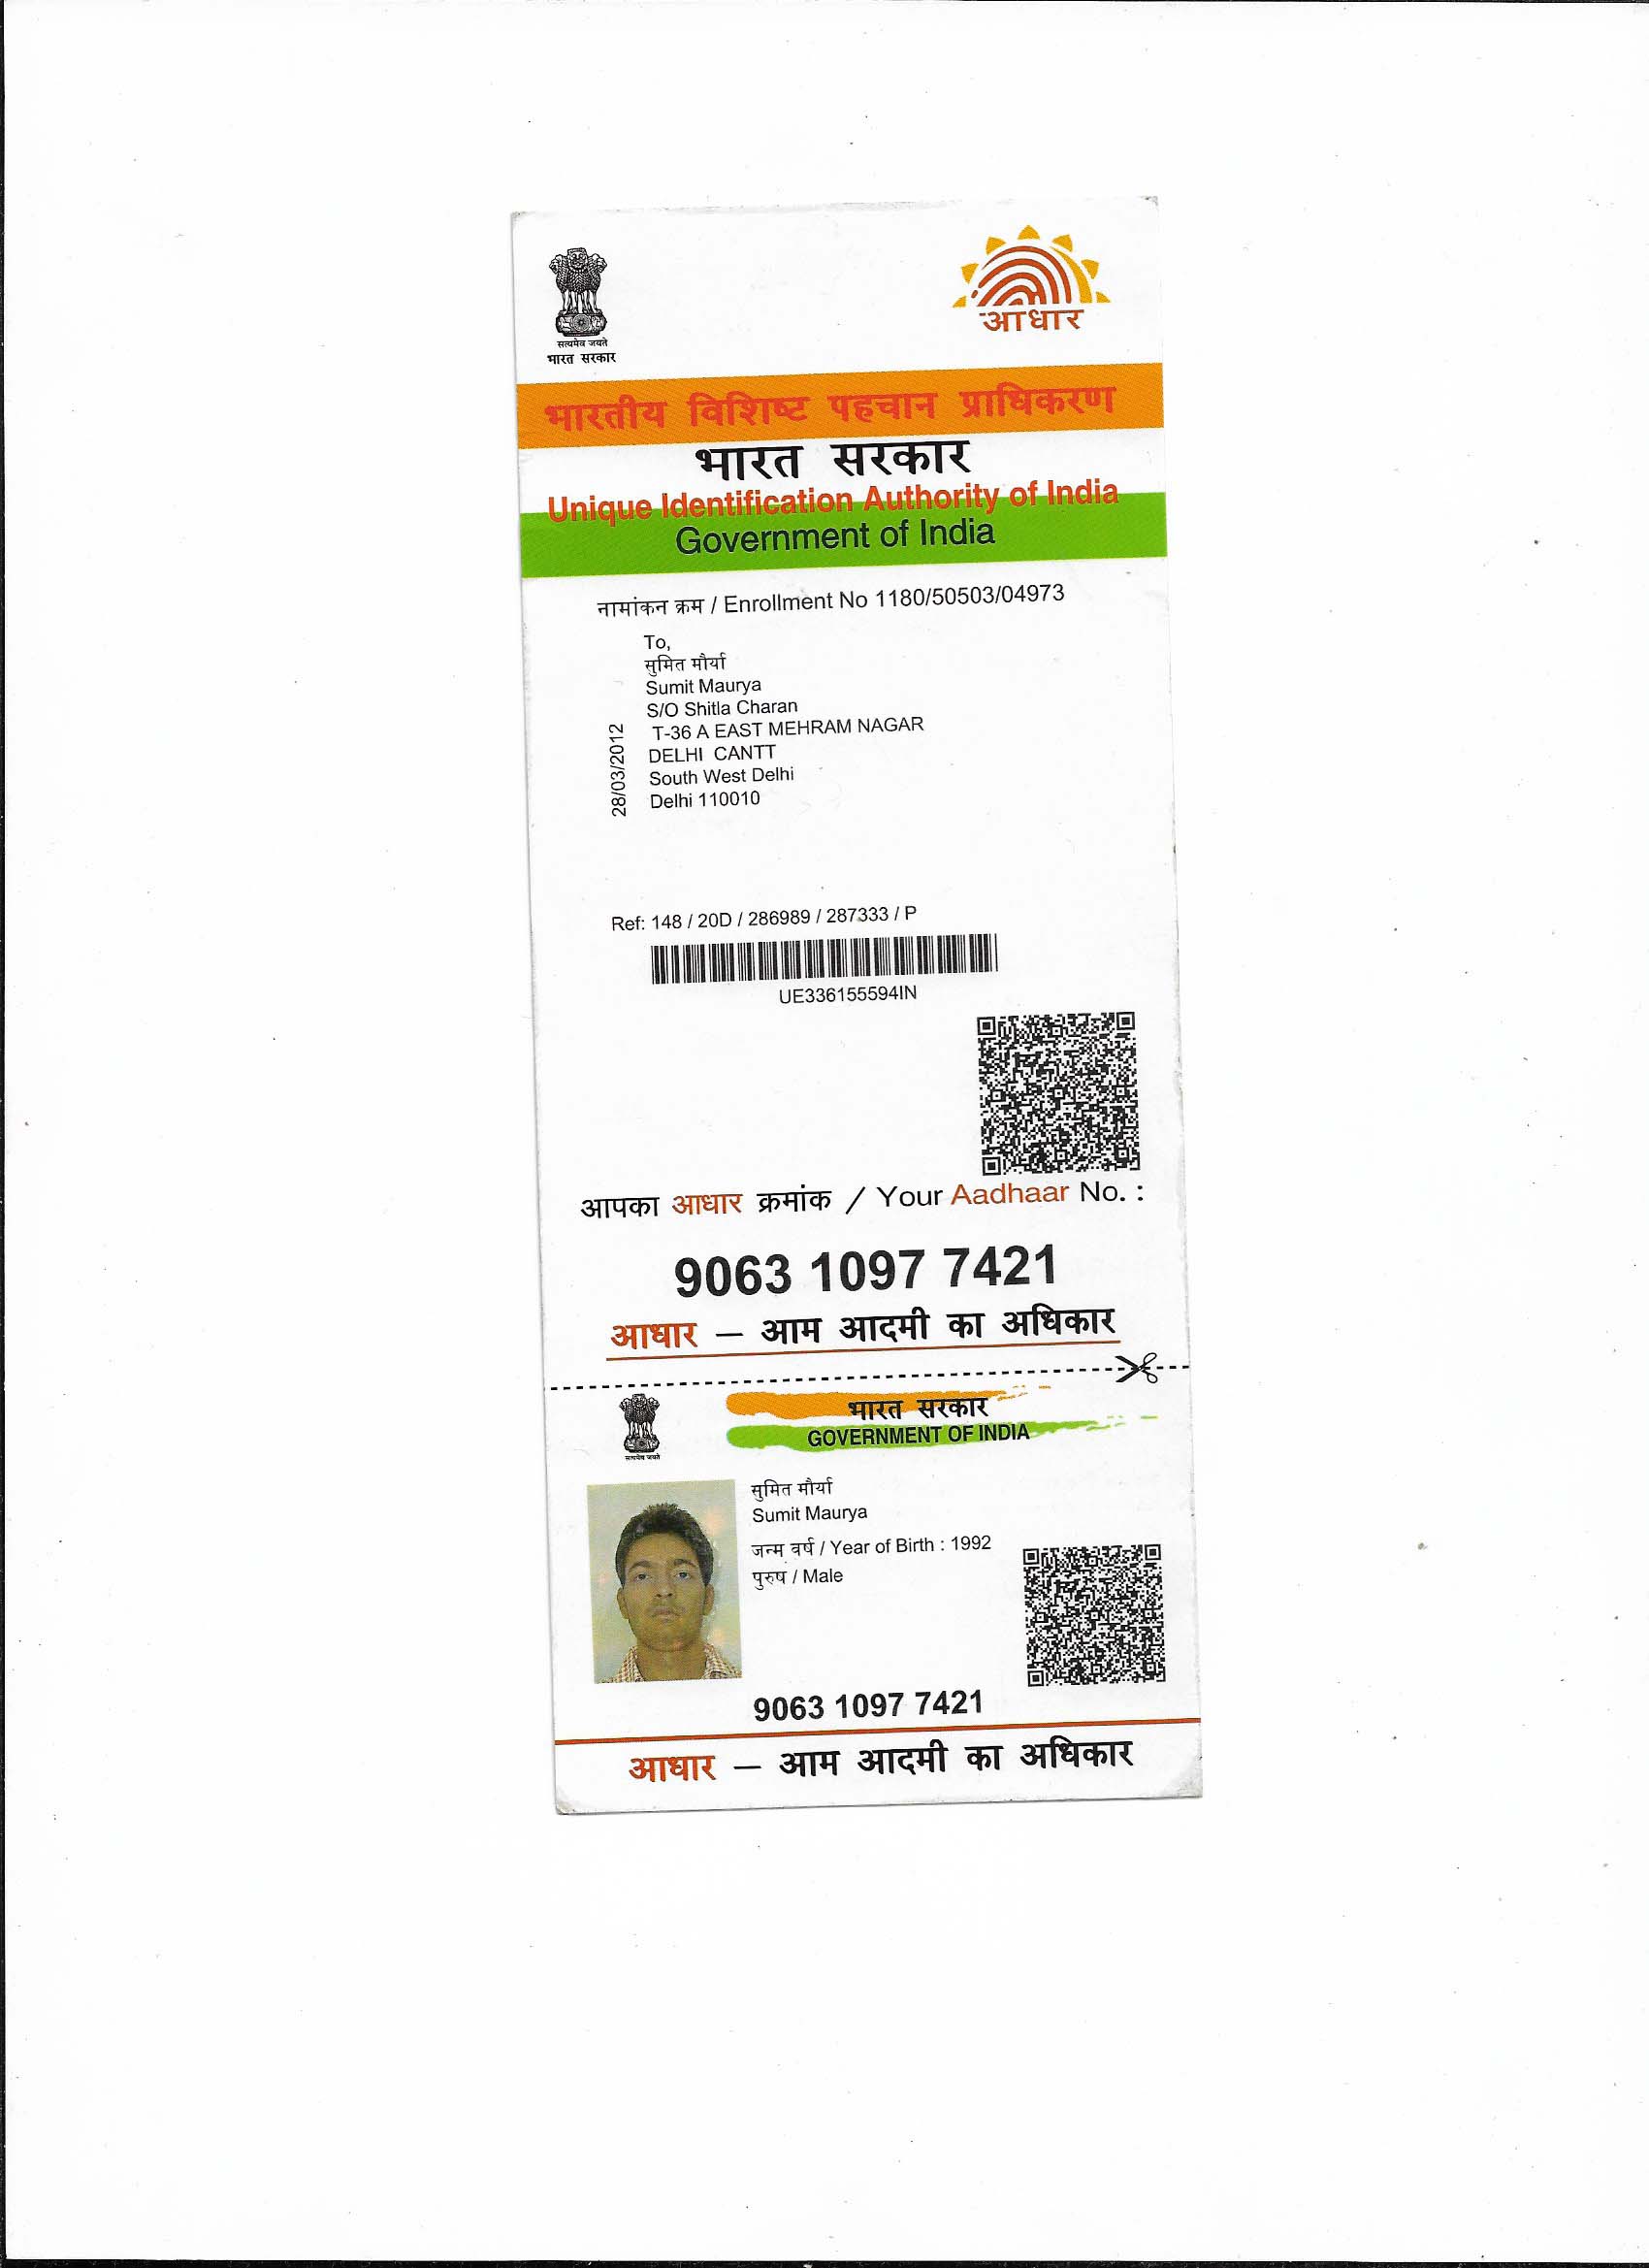 आधार
सत्यमेव जयते
भारत सरकार
भारतीय विशिष्ट पहचान प्राधिकरण
भारत सरकार
Unique Identification Authority of India
Government of India
नामांकन क्रम / Enrollment No 1180/50503/04973
To,
सुमित मौर्या
Sumit Maurya
S/O Shitla Charan
T-36 A EAST MEHRAM NAGAR
DELHI CANTT
South West Delhi
Delhi 110010
28/03/2012
Ref: 148 / 20D / 286989 / 287333 / P
UE336155594IN
आपका आधार क्रमांक / Your Aadhaar No. :
9063 1097 7421
आधार – आम आदमी का अधिकार
भारत सरकार
GOVERNMENT OF INDIA
सत्यमेव जयते
सुमित मौर्या
Sumit Maurya
जन्म वर्ष / Year of Birth : 1992
पुरुष / Male
9063 1097 7421
आधार – आम आदमी का अधिकार